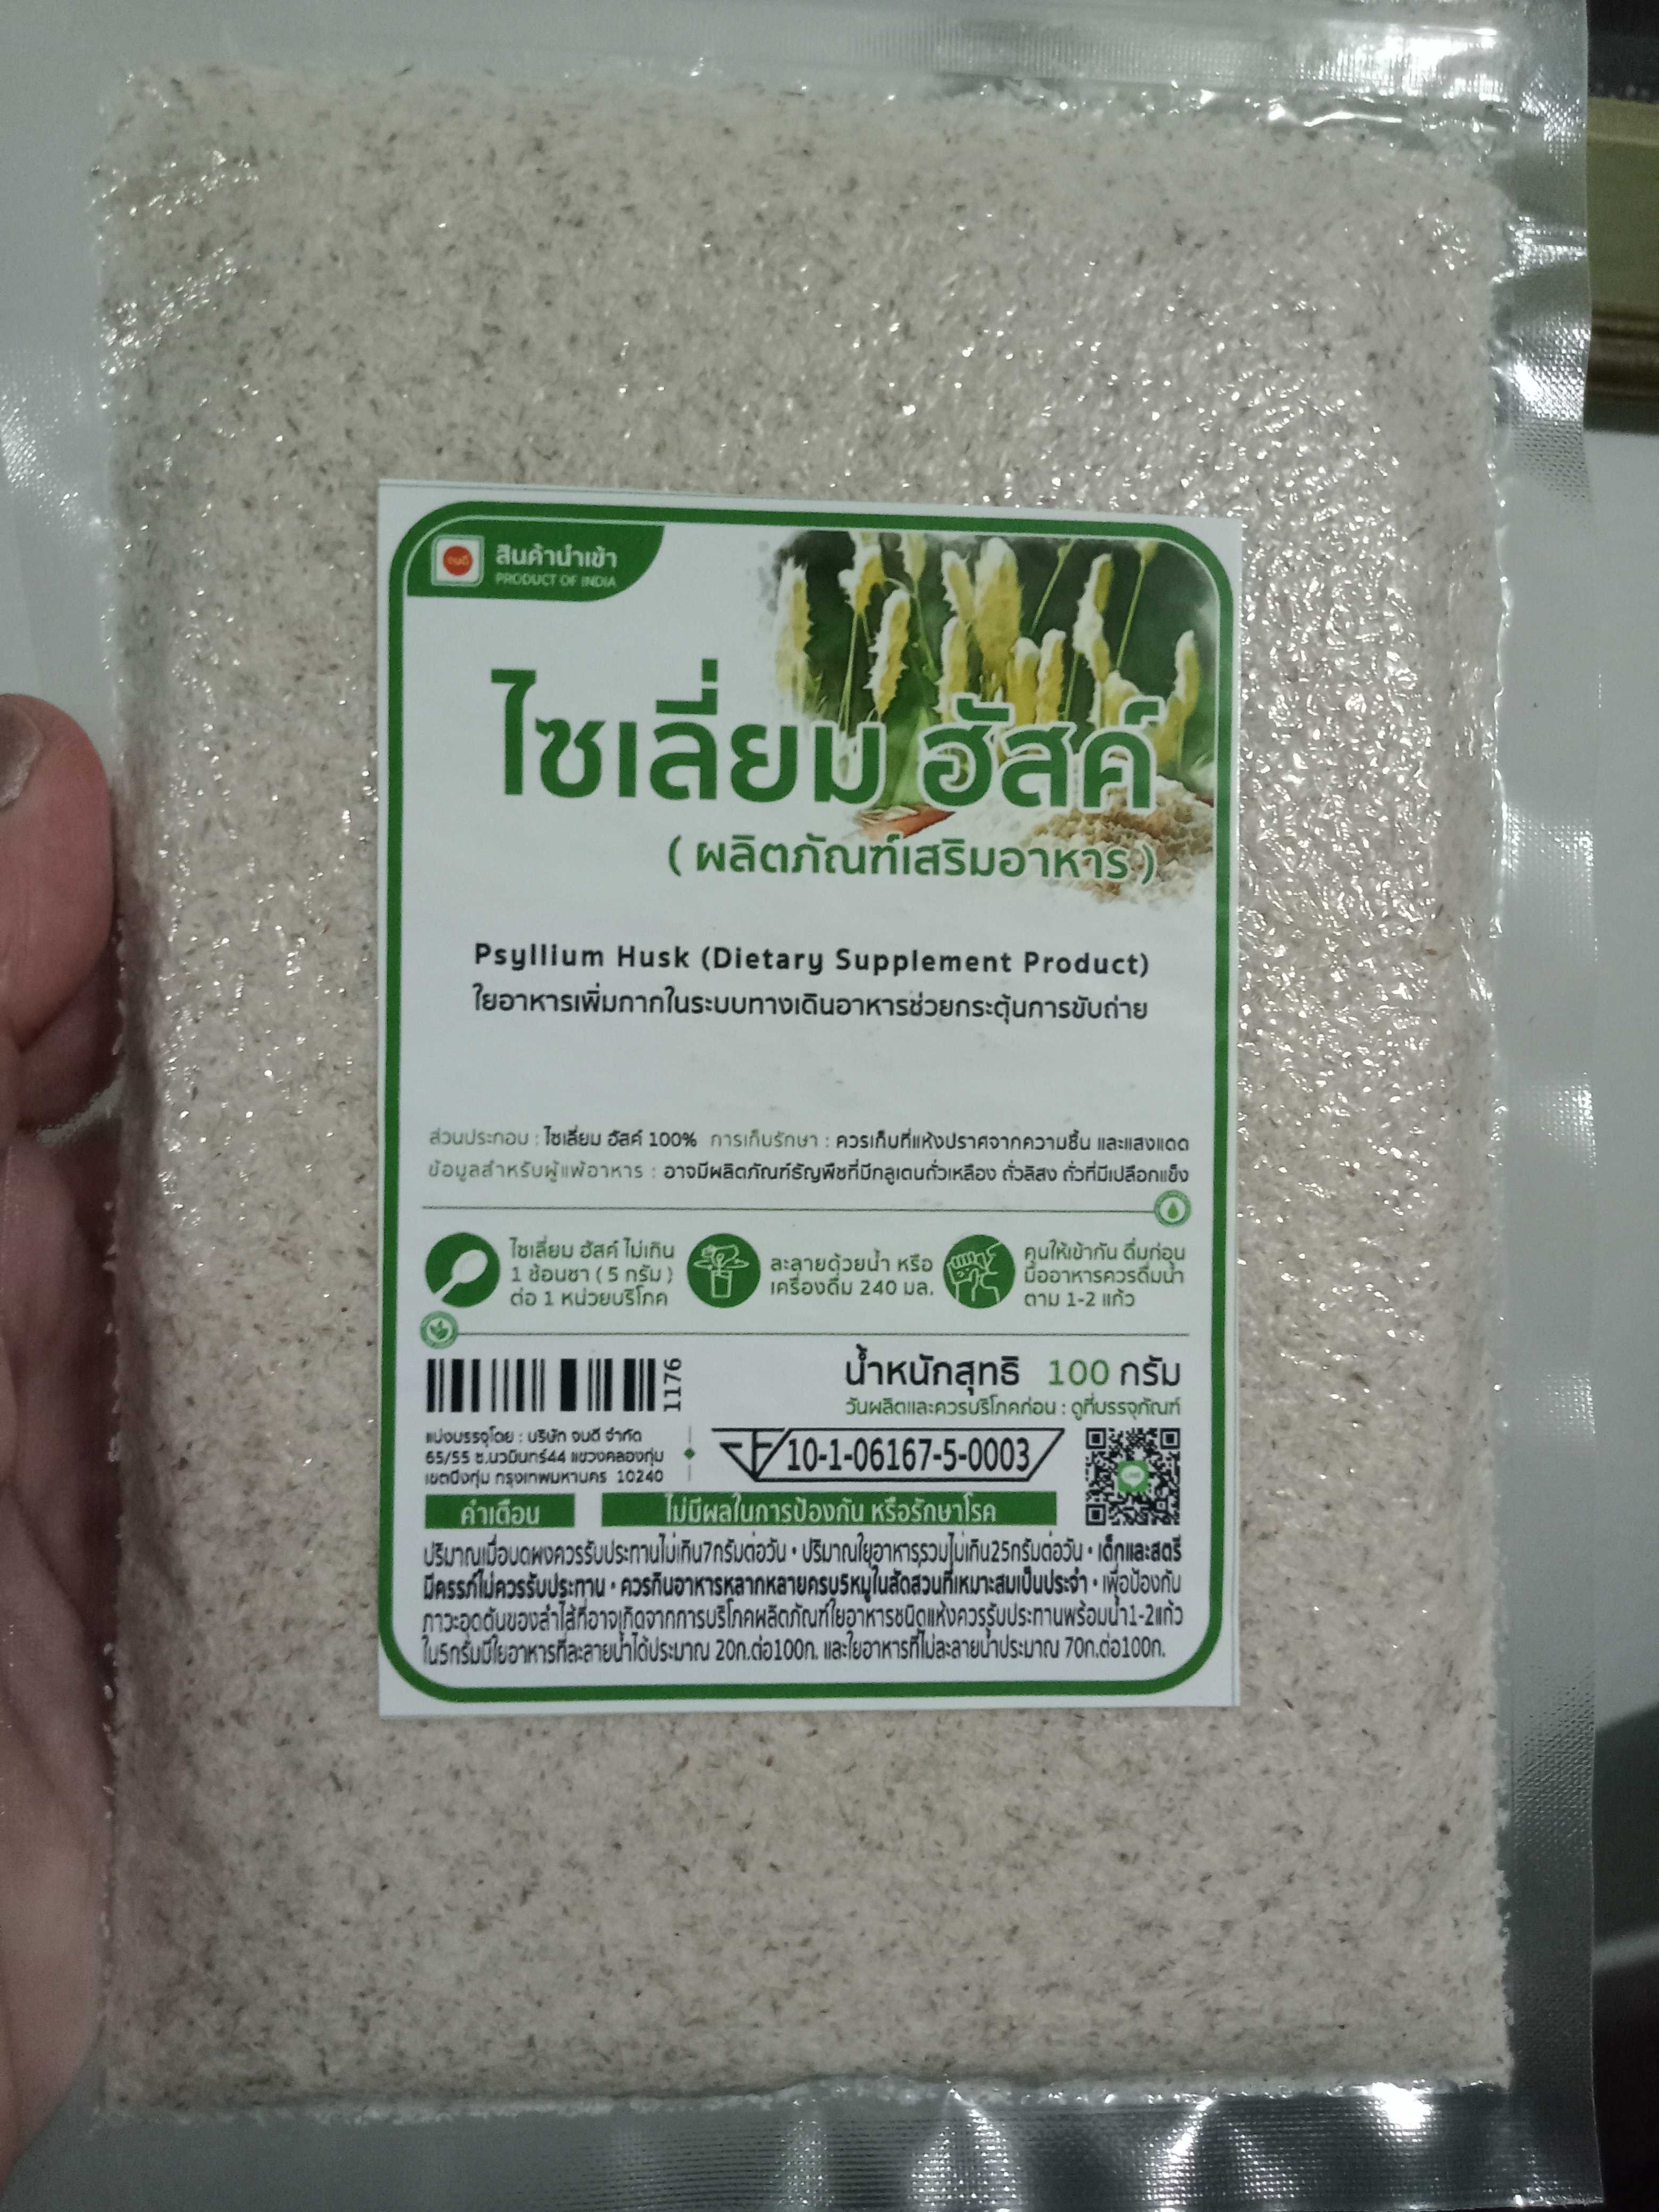 จนดี
สินค้านำเข้า
PRODUCT OF INDIA
ไซเลี่ยม ฮัสค์
( ผลิตภัณฑ์เสริมอาหาร )
Psyllium Husk (Dietary Supplement Product)
ใยอาหารเพิ่มกากในระบบทางเดินอาหารช่วยกระตุ้นการขับถ่าย
ส่วนประกอบ : ไซเลี่ยม ฮัสค์ 100% การเก็บรักษา : ควรเก็บที่แห้งปราศจากความชื้น และแสงแดด
ข้อมูลสำหรับผู้แพ้อาหาร : อาจมีผลิตภัณฑ์ธัญพืชที่มีกลูเตนถั่วเหลือง ถั่วลิสง ถั่วที่มีเปลือกแข็ง
ไซเลี่ยม ฮัสค์ ไม่เกิน
1 ช้อนชา ( 5 กรัม )
ต่อ 1 หน่วยบริโภค
ละลายด้วยน้ำ หรือ
เครื่องดื่ม 240 มล.
คนให้เข้ากัน ดื่มก่อน
มื้ออาหารควรดื่มน้ำ
ตาม 1-2 แก้ว
1176
น้ำหนักสุทธิ 100 กรัม
วันผลิตและควรบริโภคก่อน : ดูที่บรรจุภัณฑ์
แบ่งบรรจุโดย : บริษัท จนดี จำกัด
65/55 ซ.นวมินทร์44 แขวงคลองกุ่ม
เขตบึงกุ่ม กรุงเทพมหานคร 10240
10-1-06167-5-0003
LINE
คำเตือน ไม่มีผลในการป้องกัน หรือรักษาโรค
ปริมาณเมื่อบดผงควรรับประทานไม่เกิน7กรัมต่อวัน • ปริมาณใยอาหารรวมไม่เกิน25กรัมต่อวัน • เด็กและสตรี
มีครรภ์ไม่ควรรับประทาน • ควรกินอาหารหลากหลายครบ5หมู่ในสัดส่วนที่เหมาะสมเป็นประจำ • เพื่อป้องกัน
ภาวะอุดตันของลำไส้ที่อาจเกิดจากการบริโภคผลิตภัณฑ์ใยอาหารชนิดแห้งควรรับประทานพร้อมน้ำ1-2แก้ว
ใน5กรัมมีใยอาหารที่ละลายน้ำได้ประมาณ 20ก.ต่อ100ก. และใยอาหารที่ไม่ละลายน้ำประมาณ 70ก.ต่อ100ก.